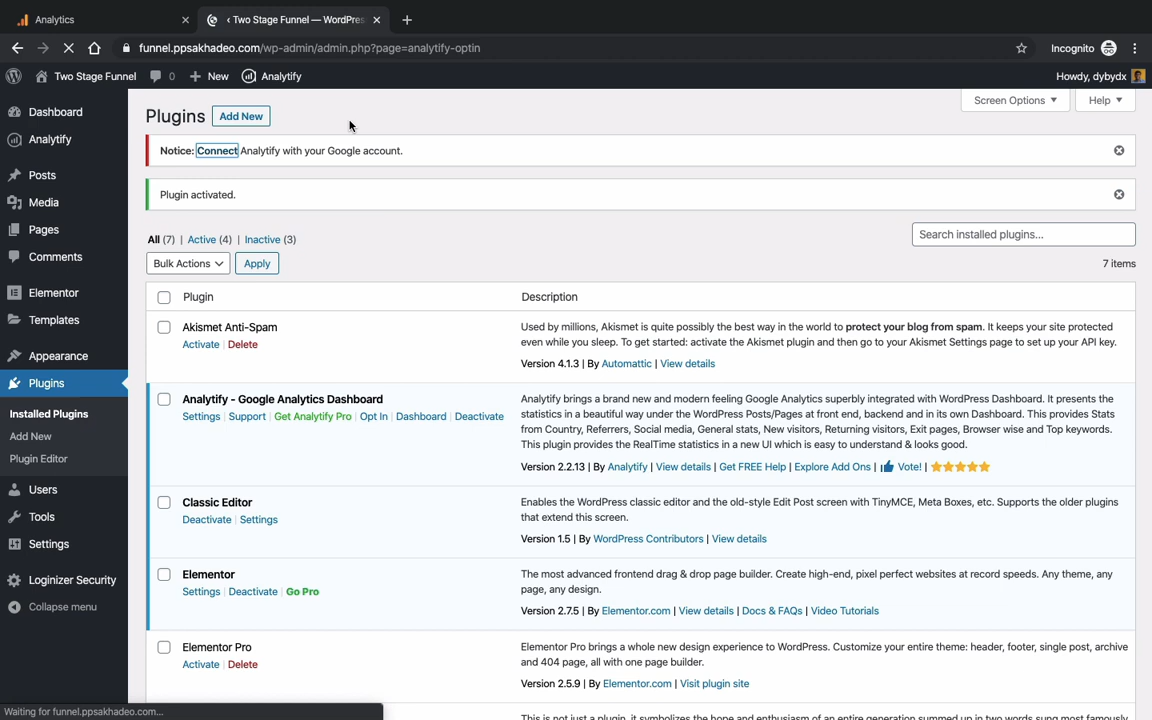 Analytics
‹ Two Stage Funnel — WordPres
funnel.ppsakhadeo.com/wp-admin/admin.php?page=analytify-optin
Incognito
Two Stage Funnel
0
New
Analytify
Howdy, dybydx
Dashboard
Analytify
Posts
Media
Pages
Comments
Elementor
Templates
Appearance
Plugins
Installed Plugins
Add New
Plugin Editor
Users
Tools
Settings
Loginizer Security
Collapse menu
Plugins
Add New
Screen Options
Help
Notice: Connect Analytify with your Google account.
Plugin activated.
All (7) | Active (4) | Inactive (3)
Search installed plugins...
Bulk Actions
Apply
7 items
Plugin
Description
Akismet Anti-Spam
Activate | Delete
Used by millions, Akismet is quite possibly the best way in the world to protect your blog from spam. It keeps your site protected
even while you sleep. To get started: activate the Akismet plugin and then go to your Akismet Settings page to set up your API key.
Version 4.1.3 | By Automattic | View details
Analytify - Google Analytics Dashboard
Settings | Support | Get Analytify Pro | Opt In | Dashboard | Deactivate
Analytify brings a brand new and modern feeling Google Analytics superbly integrated with WordPress Dashboard. It presents the
statistics in a beautiful way under the WordPress Posts/Pages at front end, backend and in its own Dashboard. This provides Stats
from Country, Referrers, Social media, General stats, New visitors, Returning visitors, Exit pages, Browser wise and Top keywords.
This plugin provides the RealTime statistics in a new UI which is easy to understand & looks good.
Version 2.2.13 | By Analytify | View details | Get FREE Help | Explore Add Ons | Vote! |
Classic Editor
Deactivate | Settings
Enables the WordPress classic editor and the old-style Edit Post screen with TinyMCE, Meta Boxes, etc. Supports the older plugins
that extend this screen.
Version 1.5 | By WordPress Contributors | View details
Elementor
Settings | Deactivate | Go Pro
The most advanced frontend drag & drop page builder. Create high-end, pixel perfect websites at record speeds. Any theme, any
page, any design.
Version 2.7.5 | By Elementor.com | View details | Docs & FAQs | Video Tutorials
Elementor Pro
Activate | Delete
Elementor Pro brings a whole new design experience to WordPress. Customize your entire theme: header, footer, single post, archive
and 404 page, all with one page builder.
Version 2.5.9 | By Elementor.com | Visit plugin site
This is not just a plugin, it symbolizes the hope and enthusiasm of an entire generation summed up in two words sung most famously
Waiting for funnel.ppsakhadeo.com...